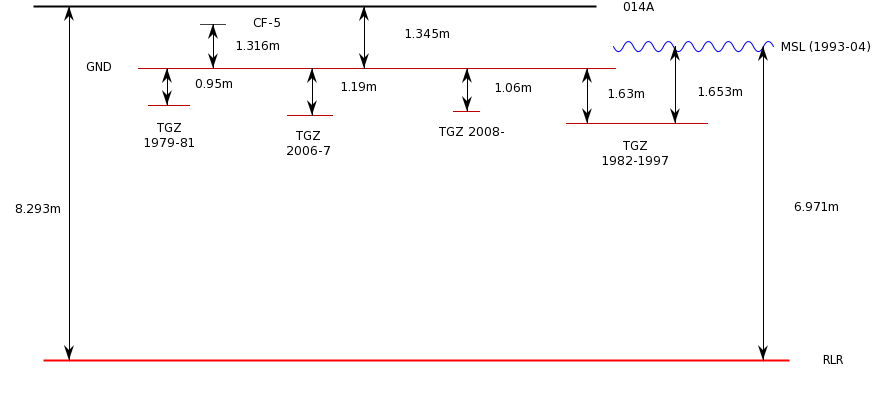 014A
CF-5
1.345m
1.316m
MSL (1993-04)
GND
0.95m
1.19m
1.06m
1.63m
1.653m
TGZ
1979-81
TGZ
2006-7
TGZ 2008-
TGZ
1982-1997
8.293m
6.971m
RLR